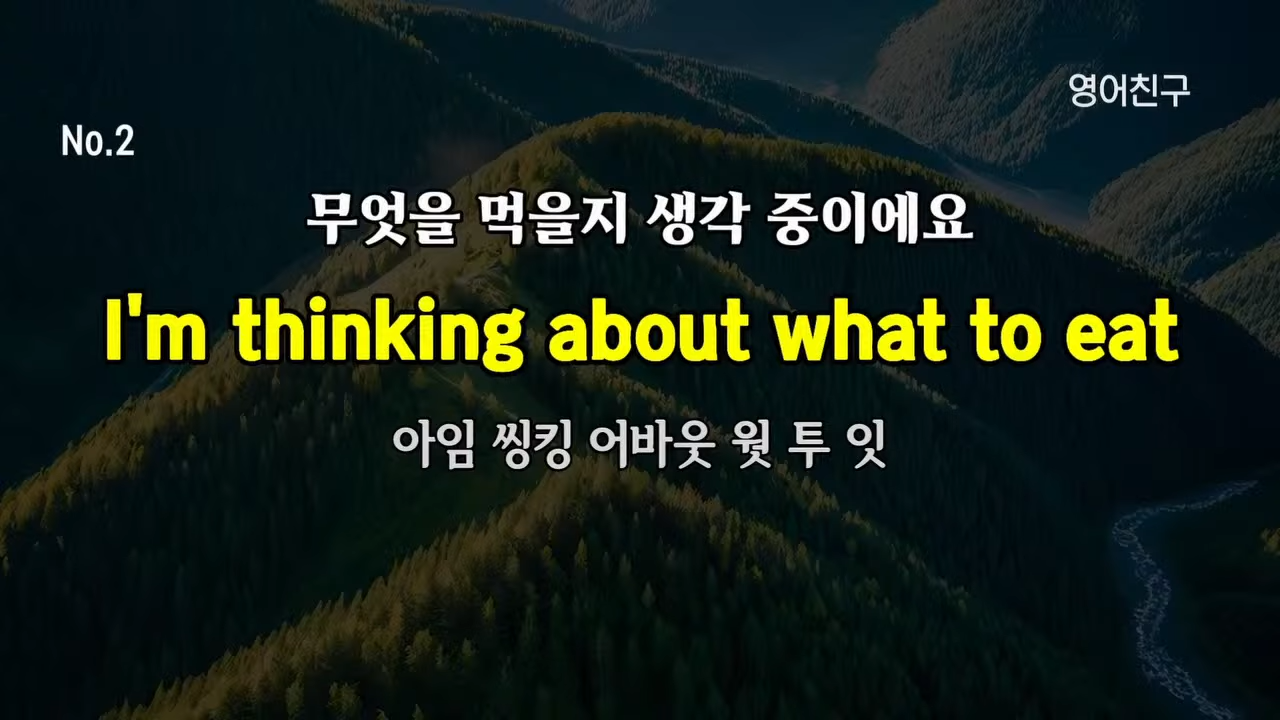 영어친구
No.2
무엇을 먹을지 생각 중이에요
I'm thinking about what to eat
아임 씽킹 어바웃 웟 투 잇